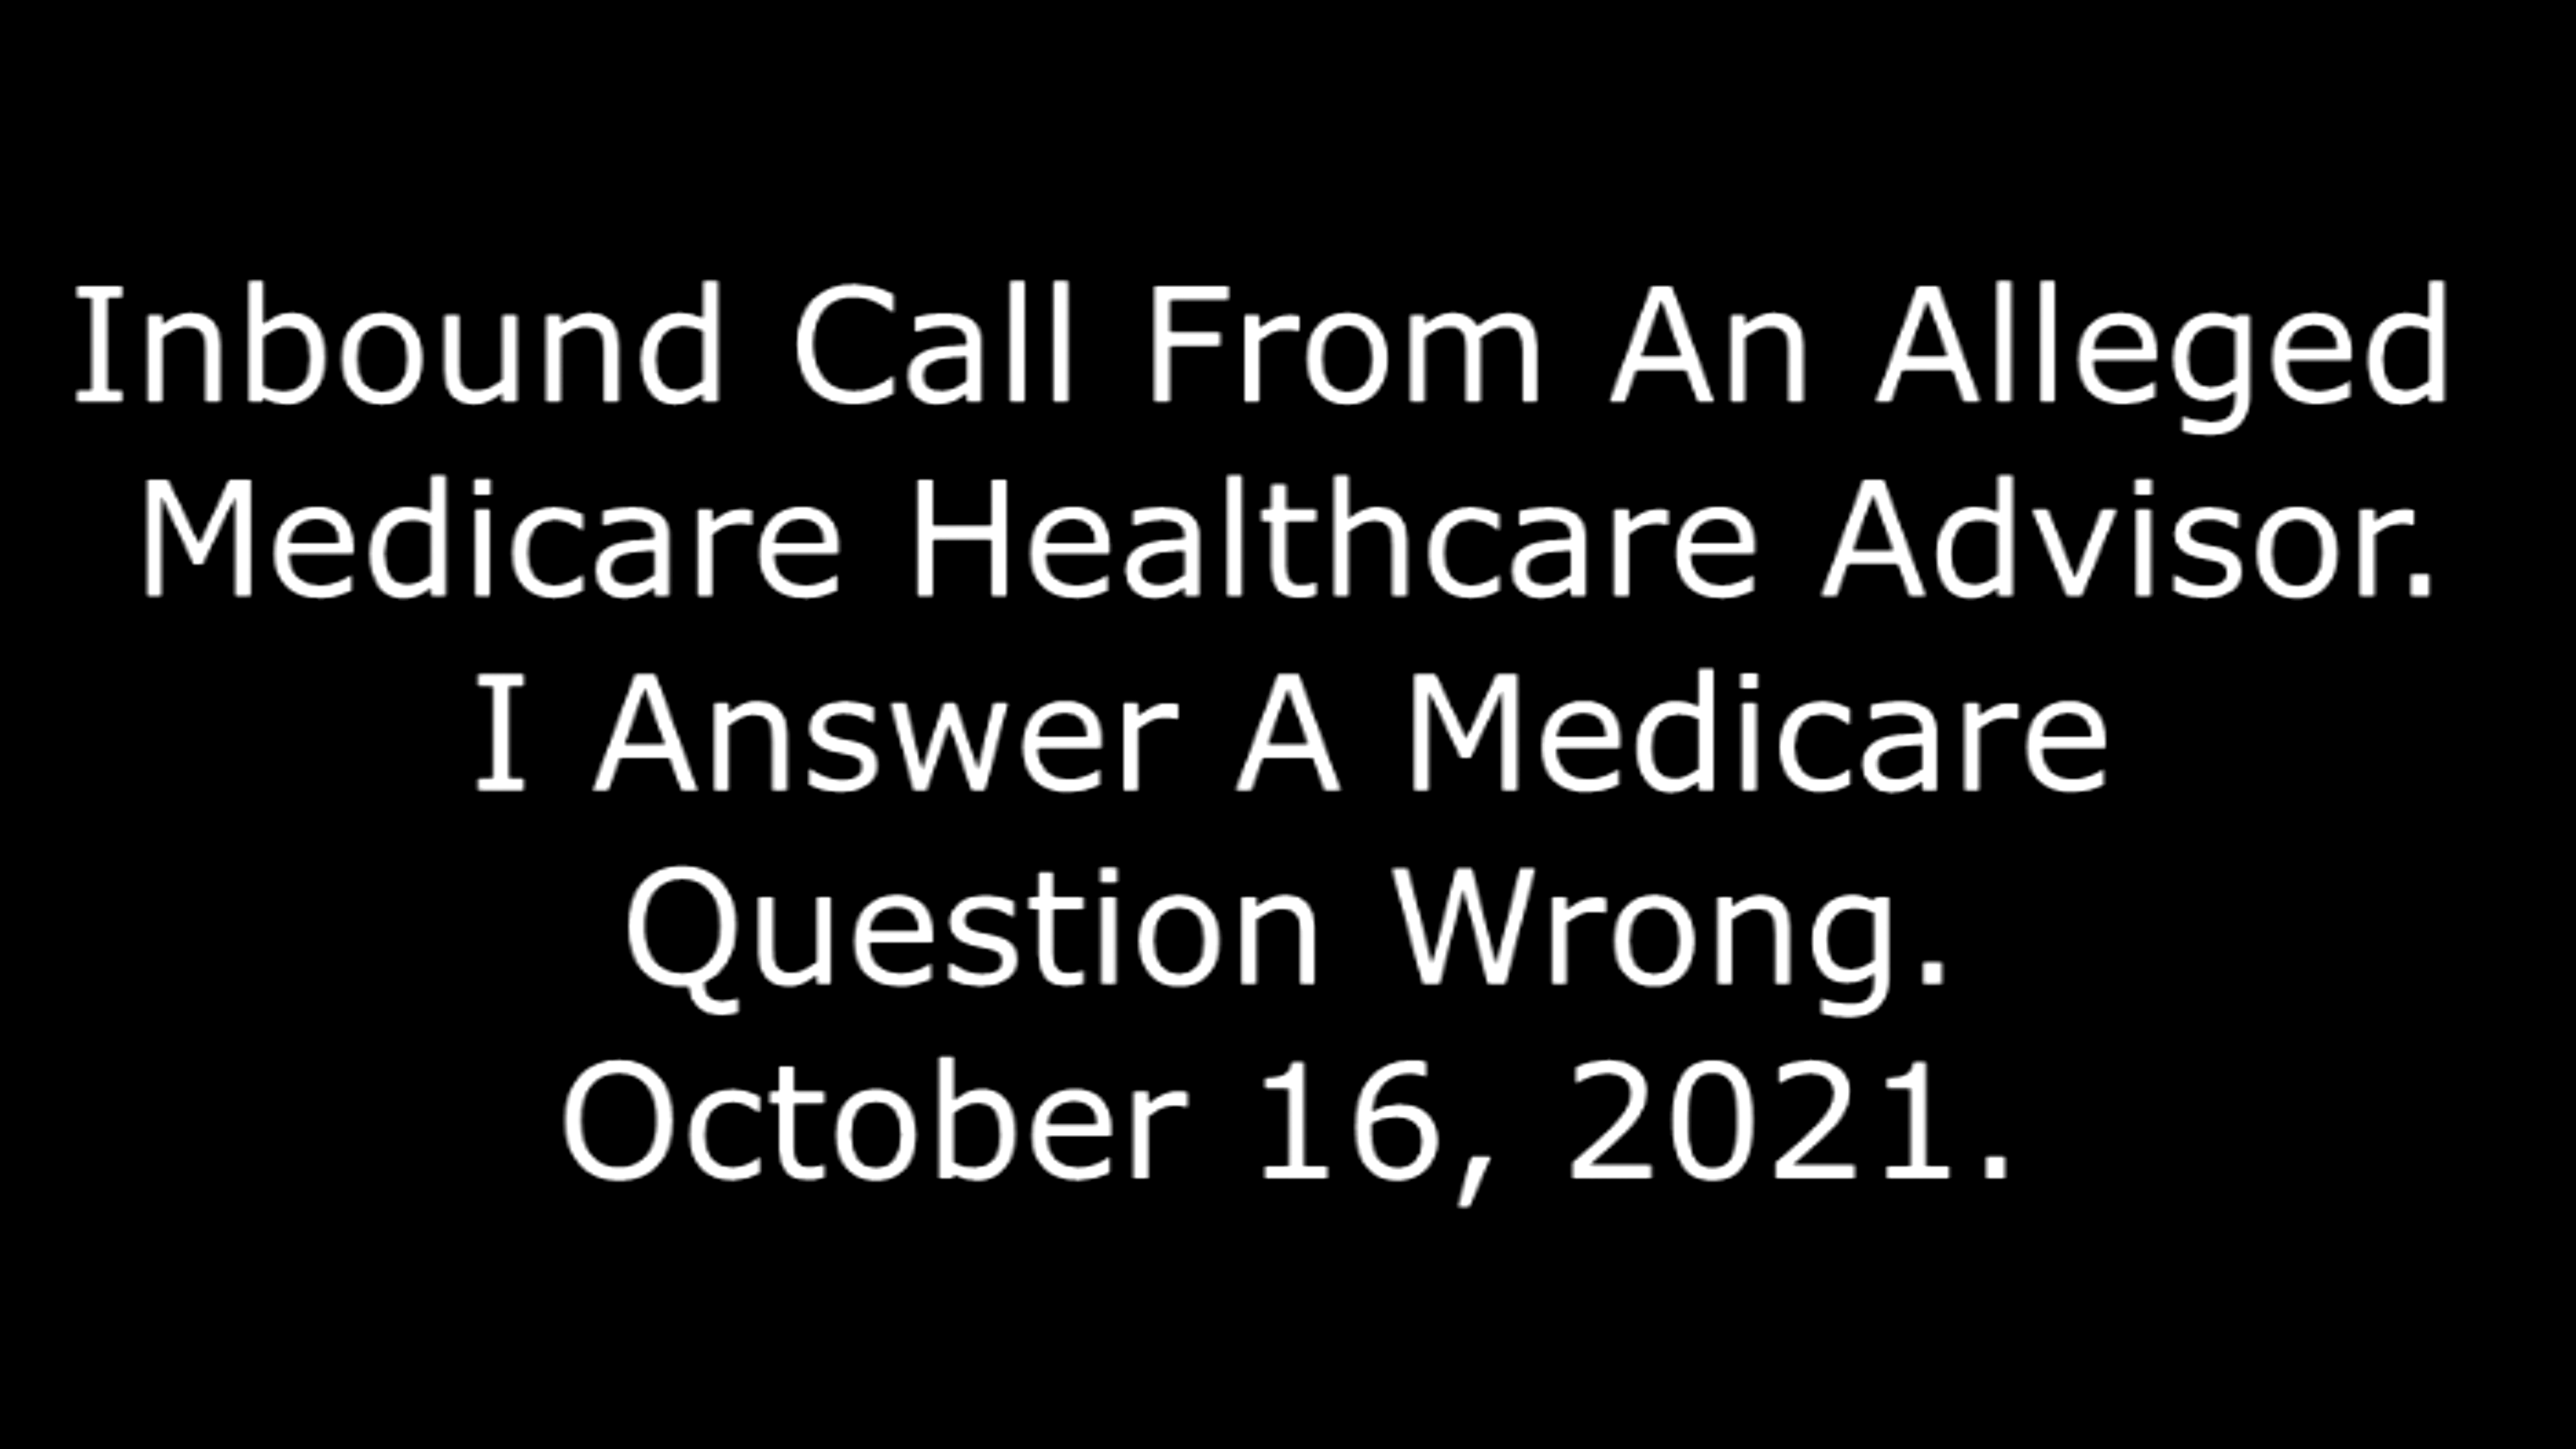 Inbound Call From An Alleged
Medicare Healthcare Advisor.
I Answer A Medicare
Question Wrong.
October 16, 2021.